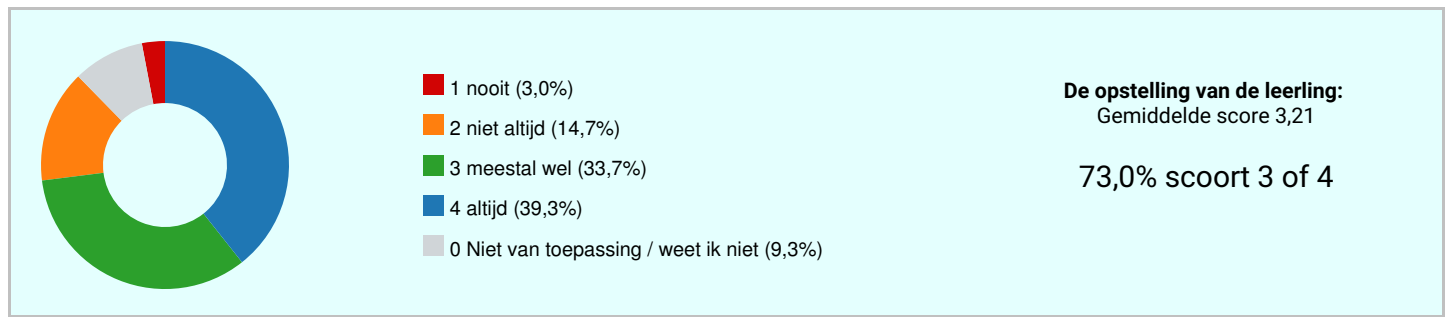 1 nooit (3,0%)
2 niet altijd (14,7%)
3 meestal wel (33,7%)
4 altijd (39,3%)
0 Niet van toepassing / weet ik niet (9,3%)
De opstelling van de leerling:
Gemiddelde score 3,21
73,0% scoort 3 of 4